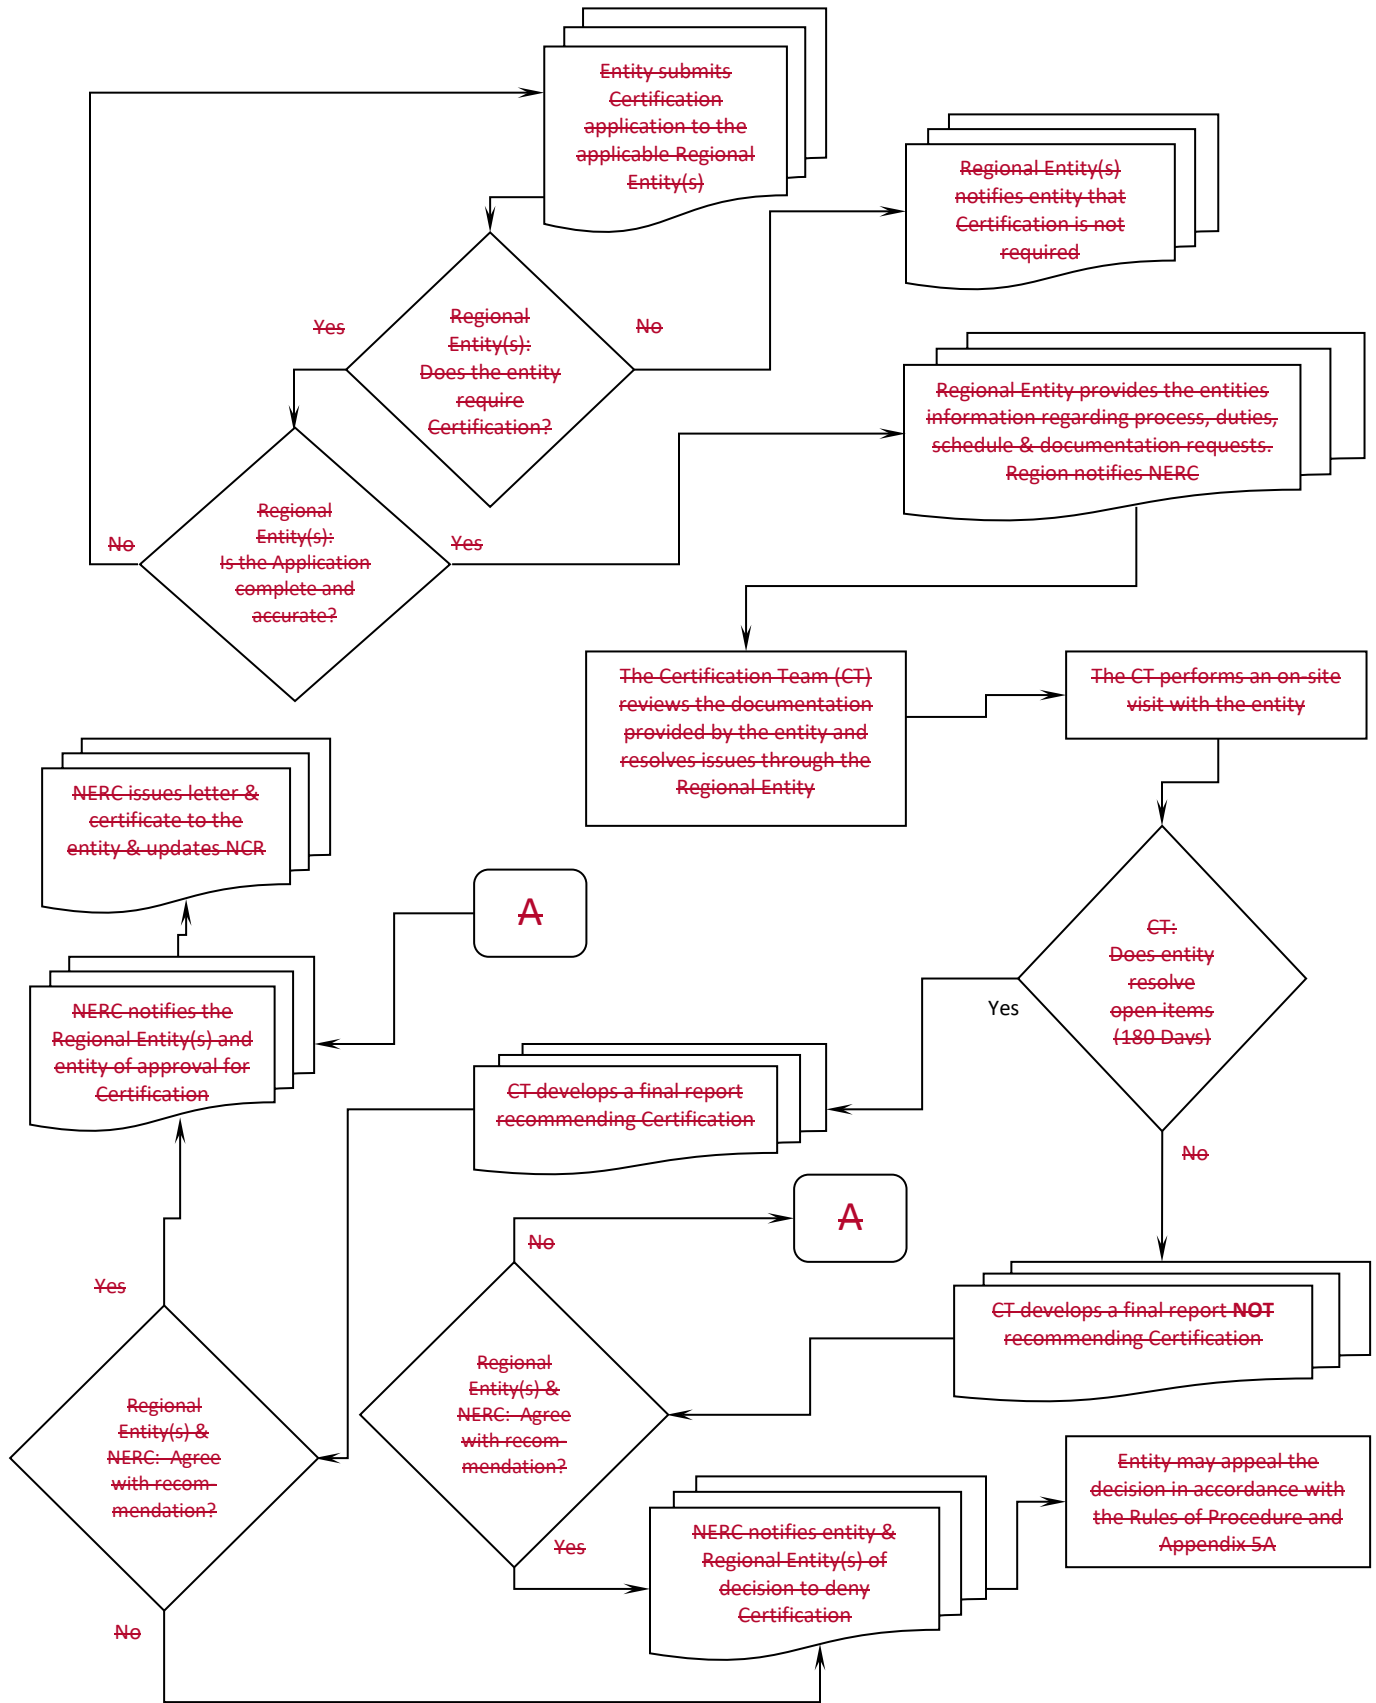 Entity submits
Certification
application to the
applicable Regional
Entity(s)
Regional Entity(s)
notifies entity that
Certification is not
required
Yes
Regional
Entity(s):
Does the entity
require
Certification?
No
Regional Entity provides the entities
information regarding process, duties,
schedule & documentation requests.
Region notifies NERC
No
Regional
Entity(s):
Is the Application
complete and
accurate?
Yes
The Certification Team (CT)
reviews the documentation
provided by the entity and
resolves issues through the
Regional Entity
The CT performs an on-site
visit with the entity
NERC issues letter &
certificate to the
entity & updates NCR
A
CT:
Does entity
resolve
open items
(180 Days)
Yes
NERC notifies the
Regional Entity(s) and
entity of approval for
Certification
CT develops a final report
recommending Certification
No
A
No
Yes
CT develops a final report NOT
recommending Certification
Regional
Entity(s) &
NERC: Agree
with recom-
mendation?
Regional
Entity(s) &
NERC: Agree
with recom-
mendation?
Entity may appeal the
decision in accordance with
the Rules of Procedure and
Appendix 5A
Yes
NERC notifies entity &
Regional Entity(s) of
decision to deny
Certification
No